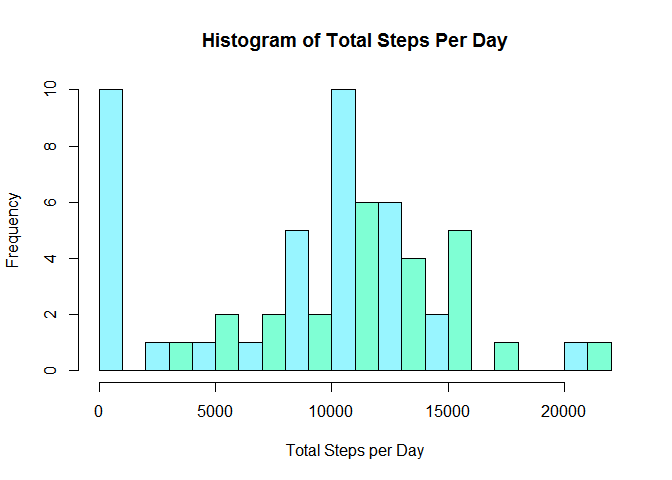 Histogram of Total Steps Per Day
Frequency
10
8
6
4
2
0
0 5000 10000 15000 20000
Total Steps per Day